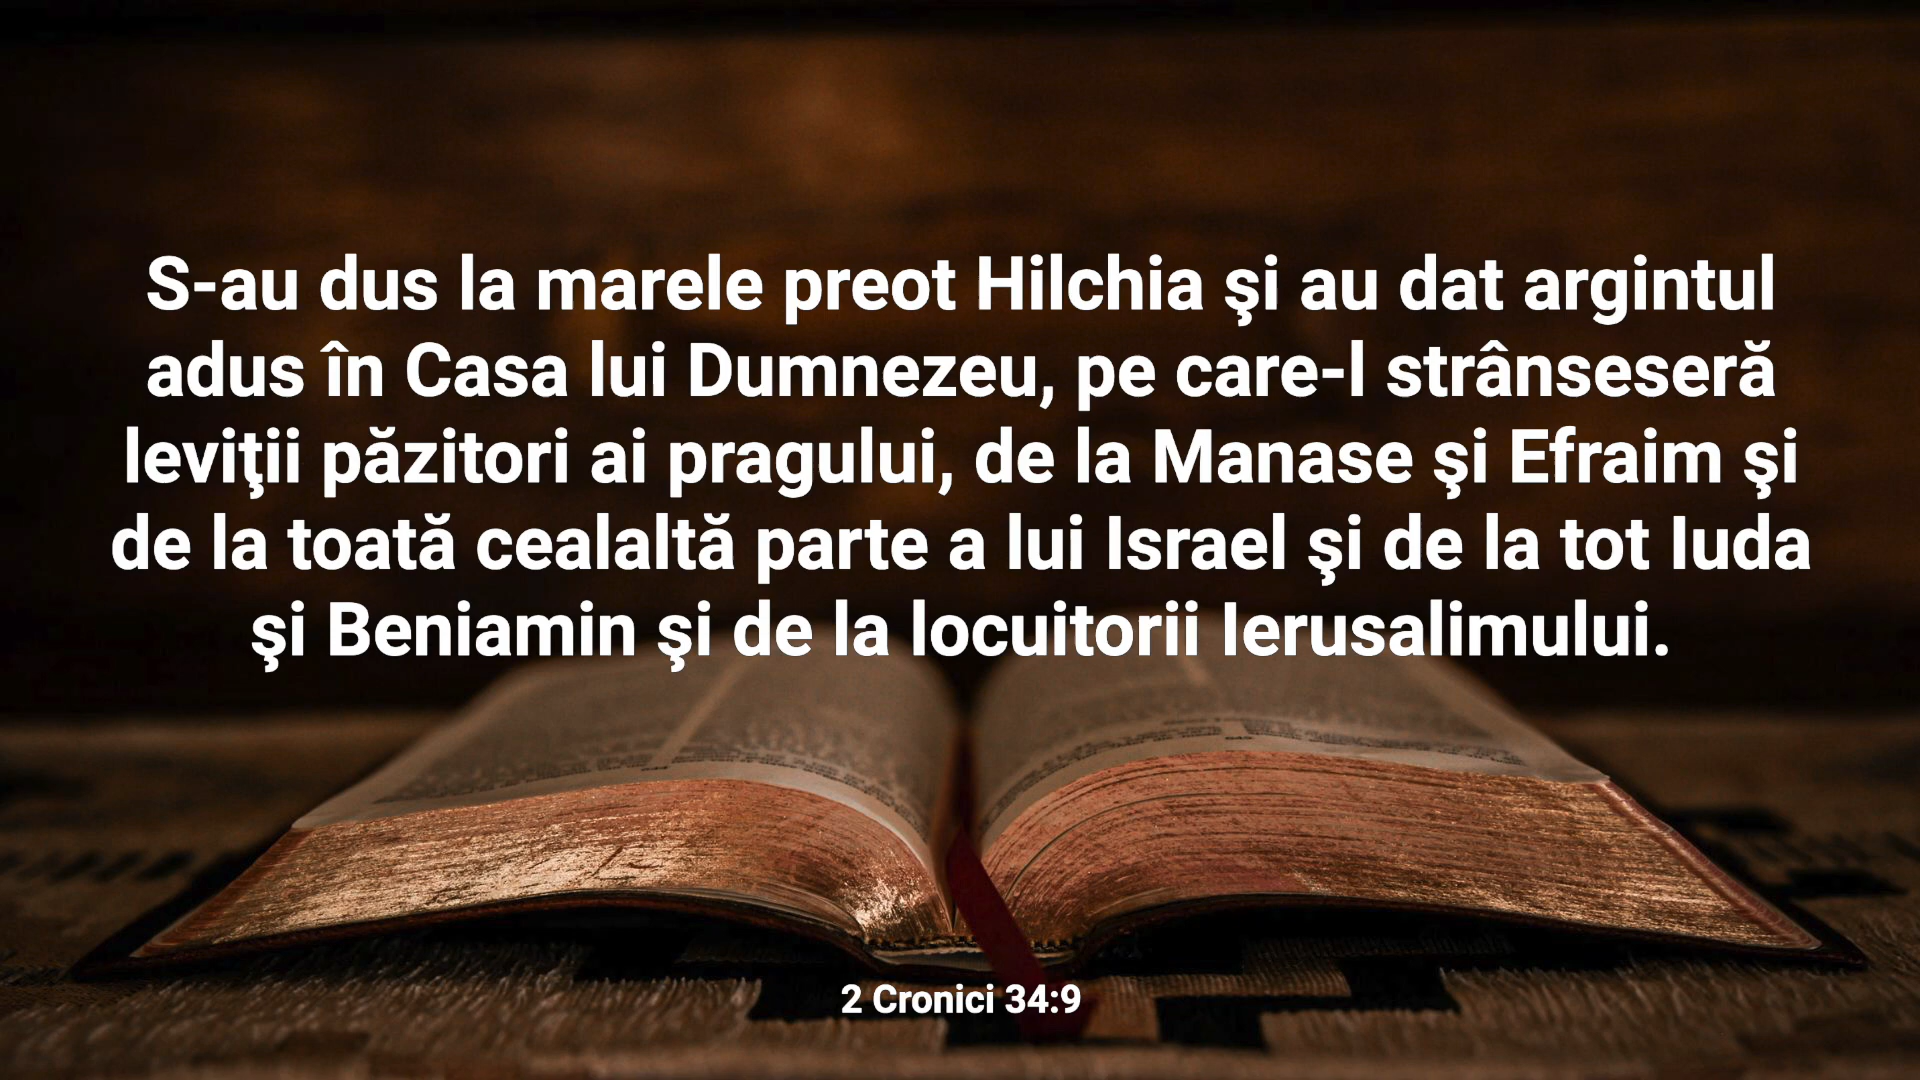 S-au dus la marele preot Hilchia şi au dat argintul
adus în Casa lui Dumnezeu, pe care-l strânseseră
leviţii păzitori ai pragului, de la Manase şi Efraim şi
de la toată cealaltă parte a lui Israel şi de la tot Iuda
şi Beniamin şi de la locuitorii Ierusalimului.
2 Cronici 34:9